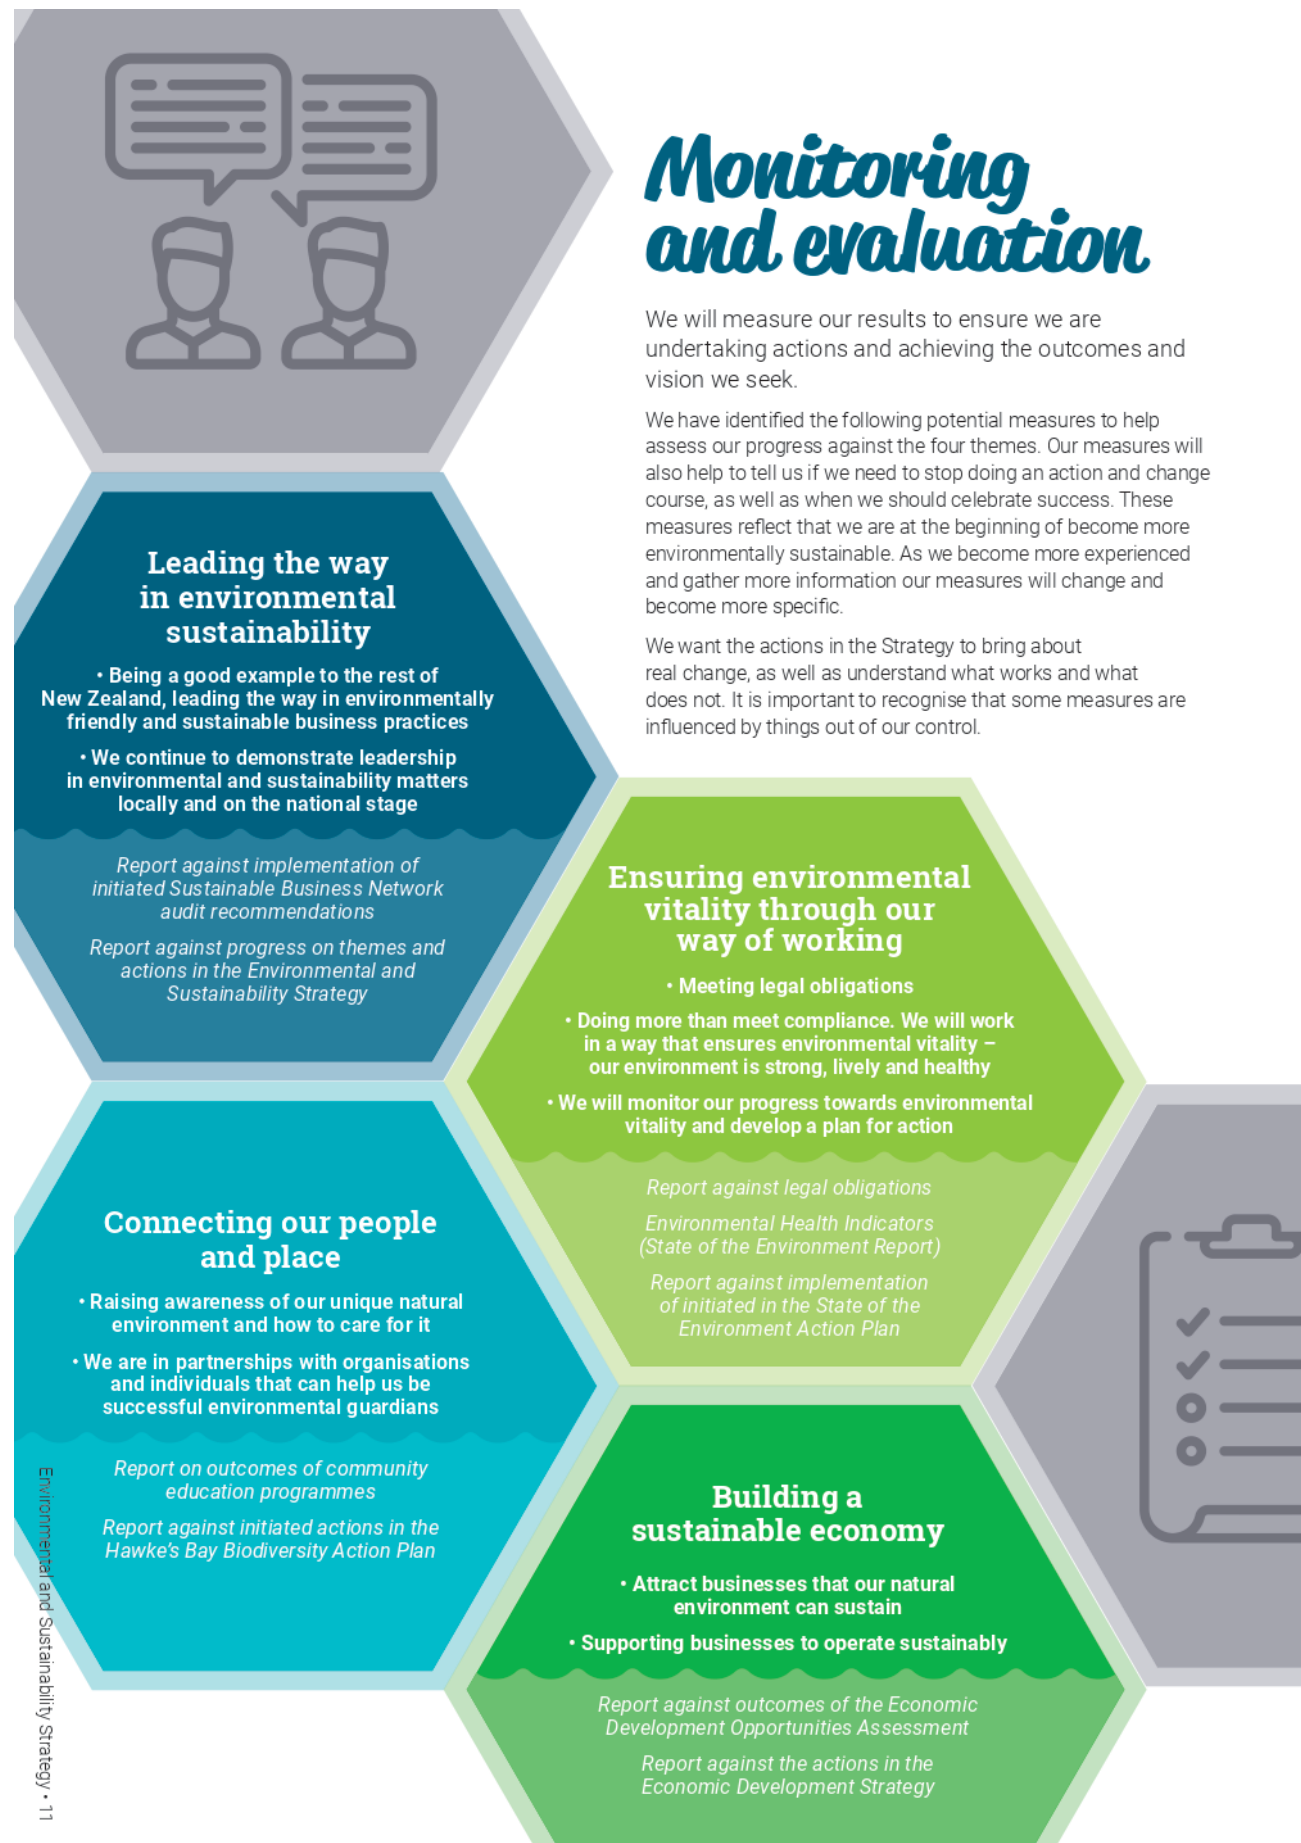 Monitoring
and evaluation
We will measure our results to ensure we are
undertaking actions and achieving the outcomes and
vision we seek.
We have identified the following potential measures to help
assess our progress against the four themes. Our measures will
also help to tell us if we need to stop doing an action and change
course, as well as when we should celebrate success. These
measures reflect that we are at the beginning of become more
environmentally sustainable. As we become more experienced
and gather more information our measures will change and
become more specific.
We want the actions in the Strategy to bring about
real change, as well as understand what works and what
does not. It is important to recognise that some measures are
influenced by things out of our control.
Leading the way
in environmental
sustainability
• Being a good example to the rest of
New Zealand, leading the way in environmentally
friendly and sustainable business practices
• We continue to demonstrate leadership
in environmental and sustainability matters
locally and on the national stage
Report against implementation of
initiated Sustainable Business Network
audit recommendations
Report against progress on themes and
actions in the Environmental and
Sustainability Strategy
Ensuring environmental
vitality through our
way of working
• Meeting legal obligations
• Doing more than meet compliance. We will work
in a way that ensures environmental vitality –
our environment is strong, lively and healthy
• We will monitor our progress towards environmental
vitality and develop a plan for action
Report against legal obligations
Environmental Health Indicators
(State of the Environment Report)
Report against implementation
of initiated in the State of the
Environment Action Plan
Connecting our people
and place
• Raising awareness of our unique natural
environment and how to care for it
• We are in partnerships with organisations
and individuals that can help us be
successful environmental guardians
Report on outcomes of community
education programmes
Report against initiated actions in the
Hawke's Bay Biodiversity Action Plan
Building a
sustainable economy
• Attract businesses that our natural
environment can sustain
• Supporting businesses to operate sustainably
Report against outcomes of the Economic
Development Opportunities Assessment
Report against the actions in the
Economic Development Strategy
Environmental and Sustainability Strategy • 11